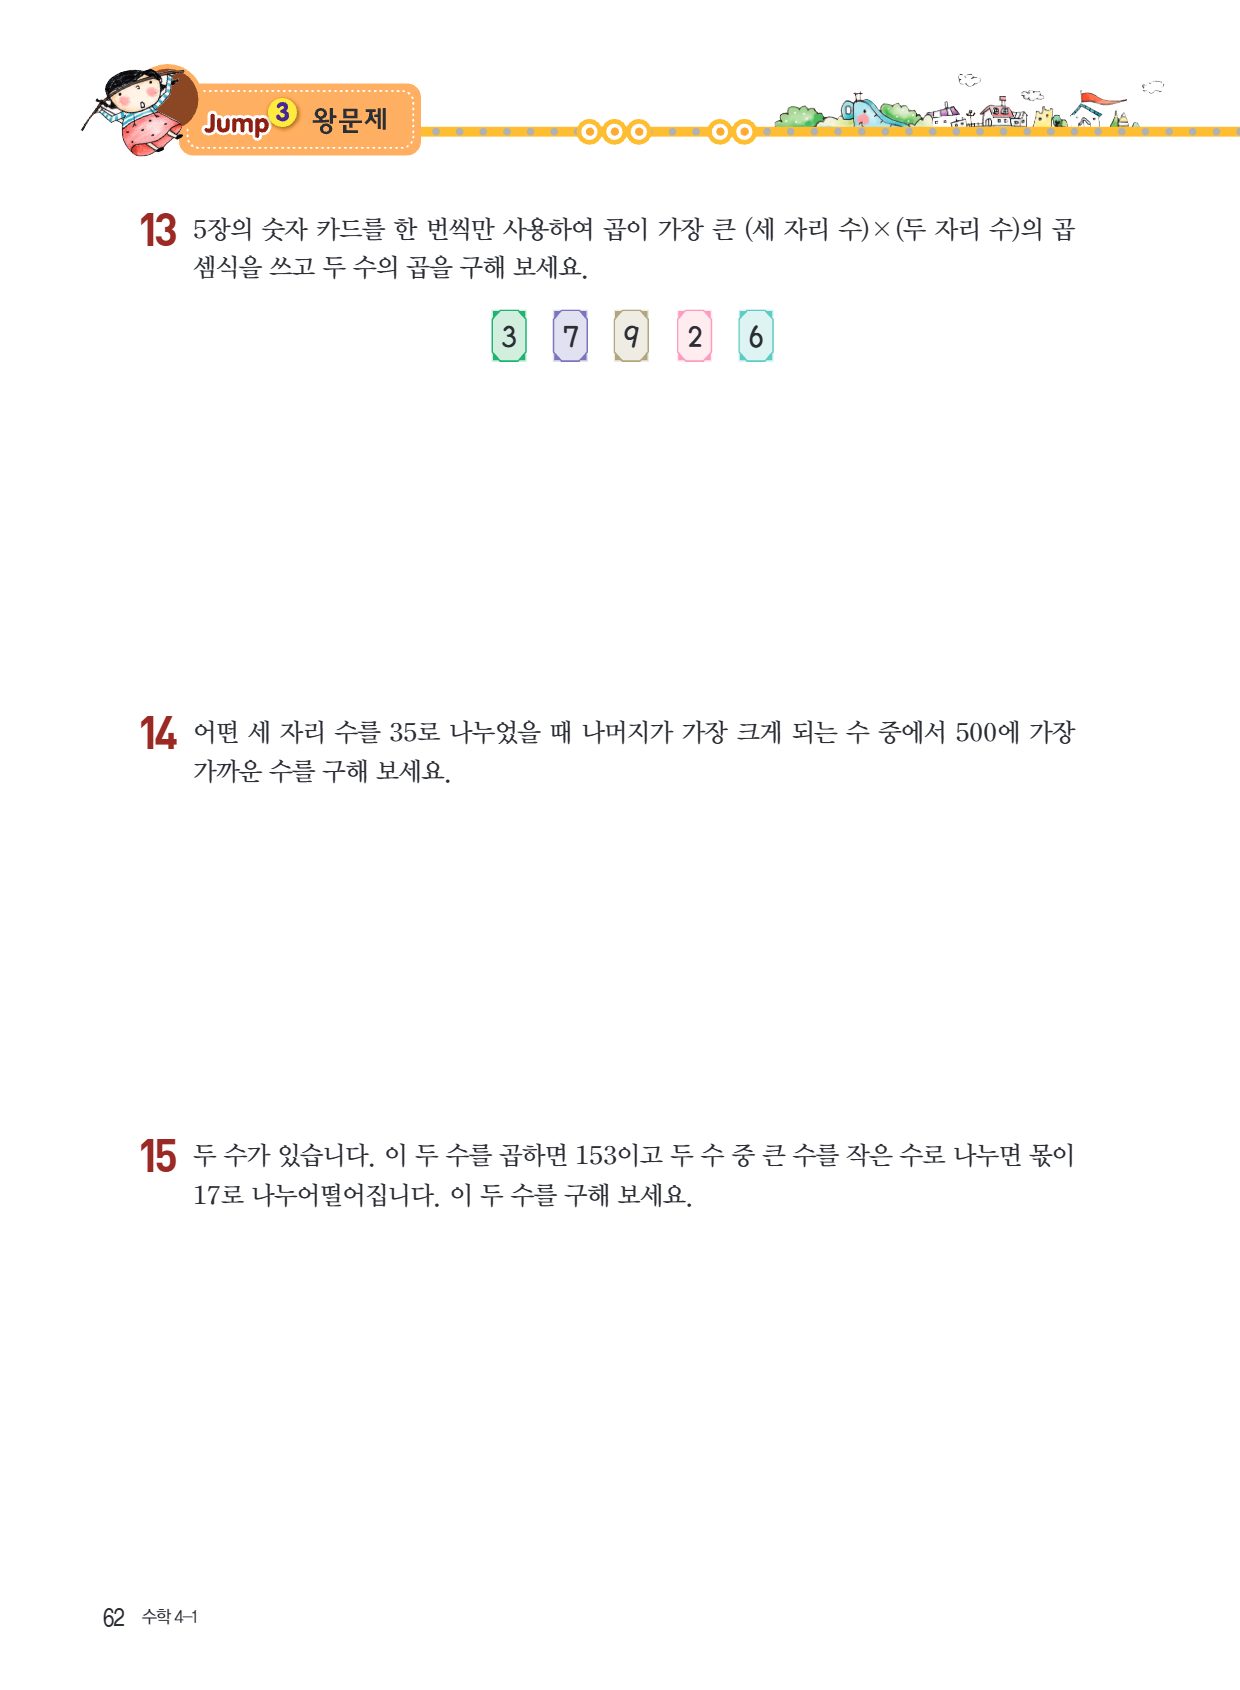 Jump 3 왕문제
13 5장의 숫자 카드를 한 번씩만 사용하여 곱이 가장 큰 (세 자리 수)×(두 자리 수)의 곱
셈식을 쓰고 두 수의 곱을 구해 보세요.
3 7 9 2 6
14 어떤 세 자리 수를 35로 나누었을 때 나머지가 가장 크게 되는 수 중에서 500에 가장
가까운 수를 구해 보세요.
15 두 수가 있습니다. 이 두 수를 곱하면 153이고 두 수 중 큰 수를 작은 수로 나누면 몫이
17로 나누어떨어집니다. 이 두 수를 구해 보세요.
62 수학 4-1